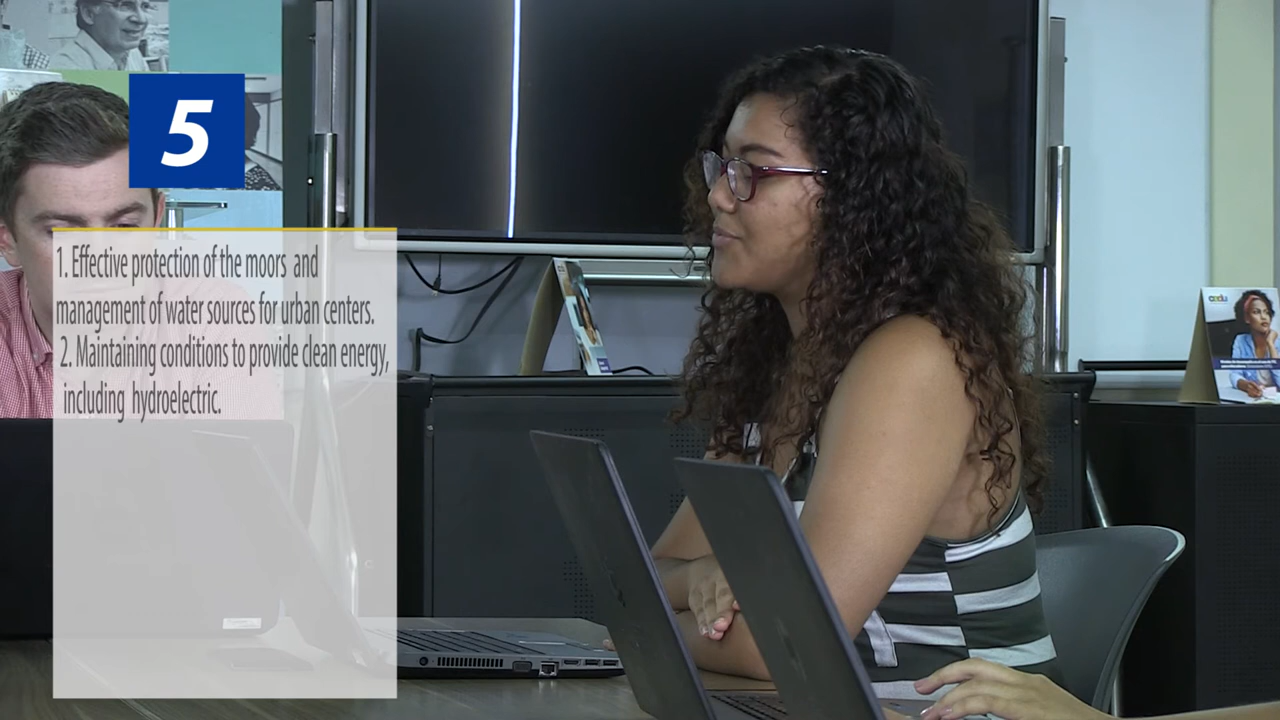 5
1. Effective protection of the moors and
management of water sources for urban centers.
2. Maintaining conditions to provide clean energy,
including hydroelectric.